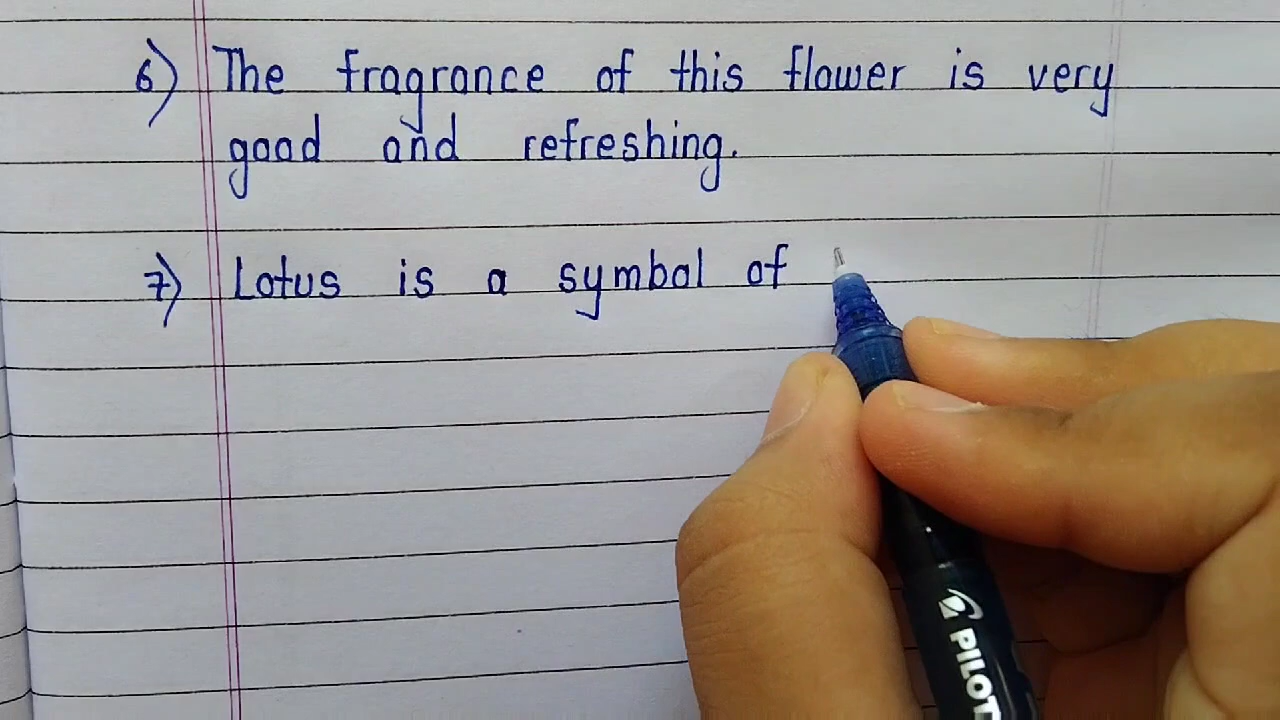 6) The fragrance of this flower is very
good and refreshing.
7) Lotus is a symbol of
PILOT